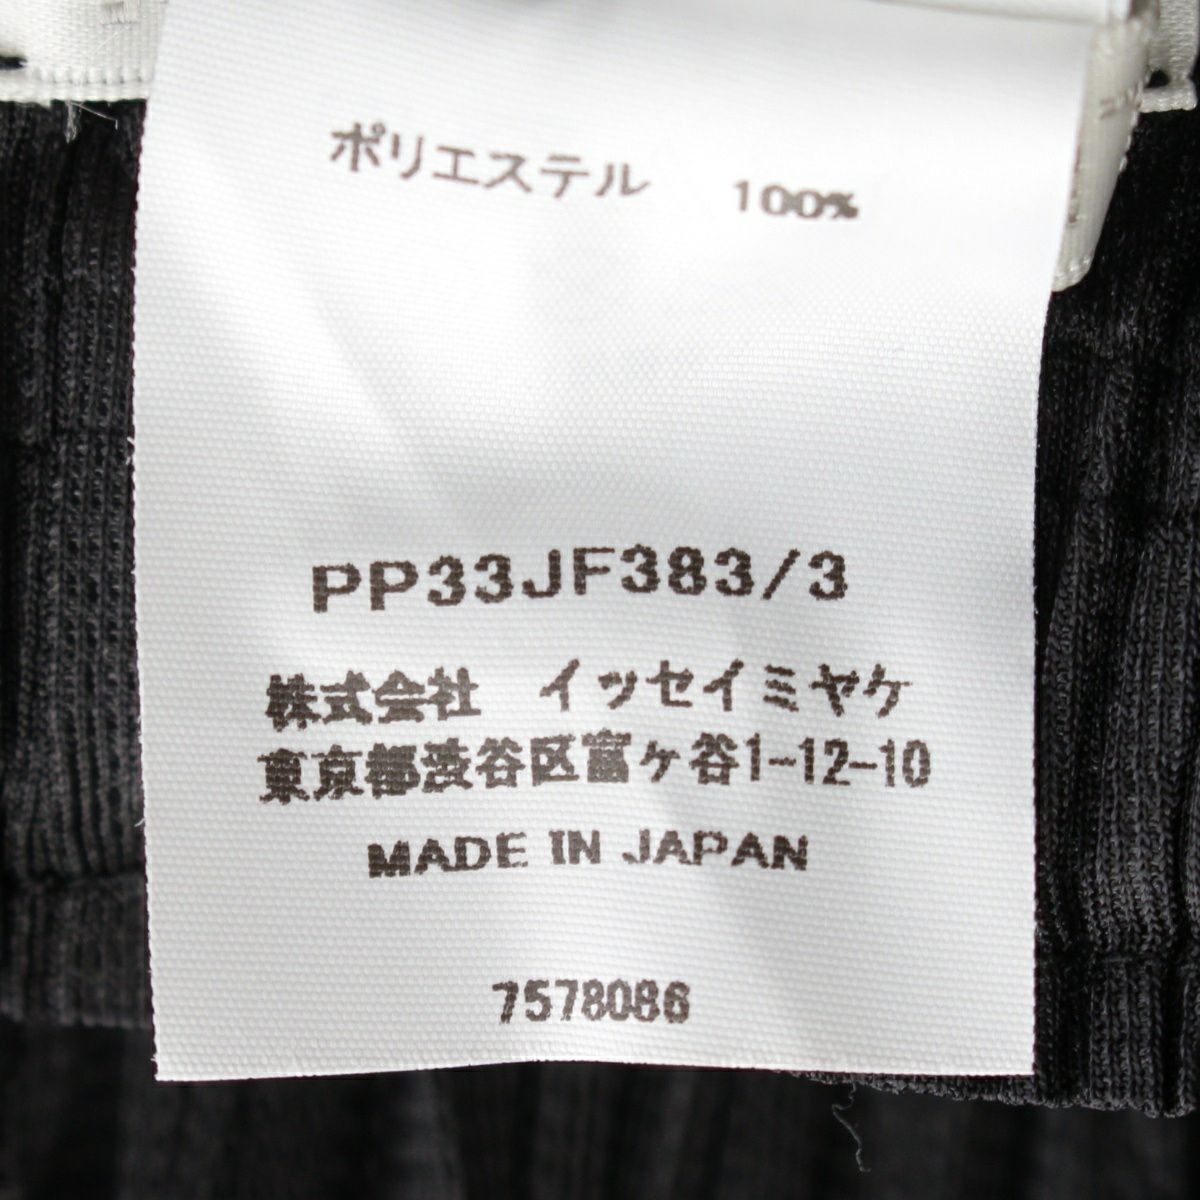 ポリエステル 100%
PP33JF383/3
株式会社 イッセイミヤケ
東京都渋谷区富ヶ谷1-12-10
MADE IN JAPAN
7578086